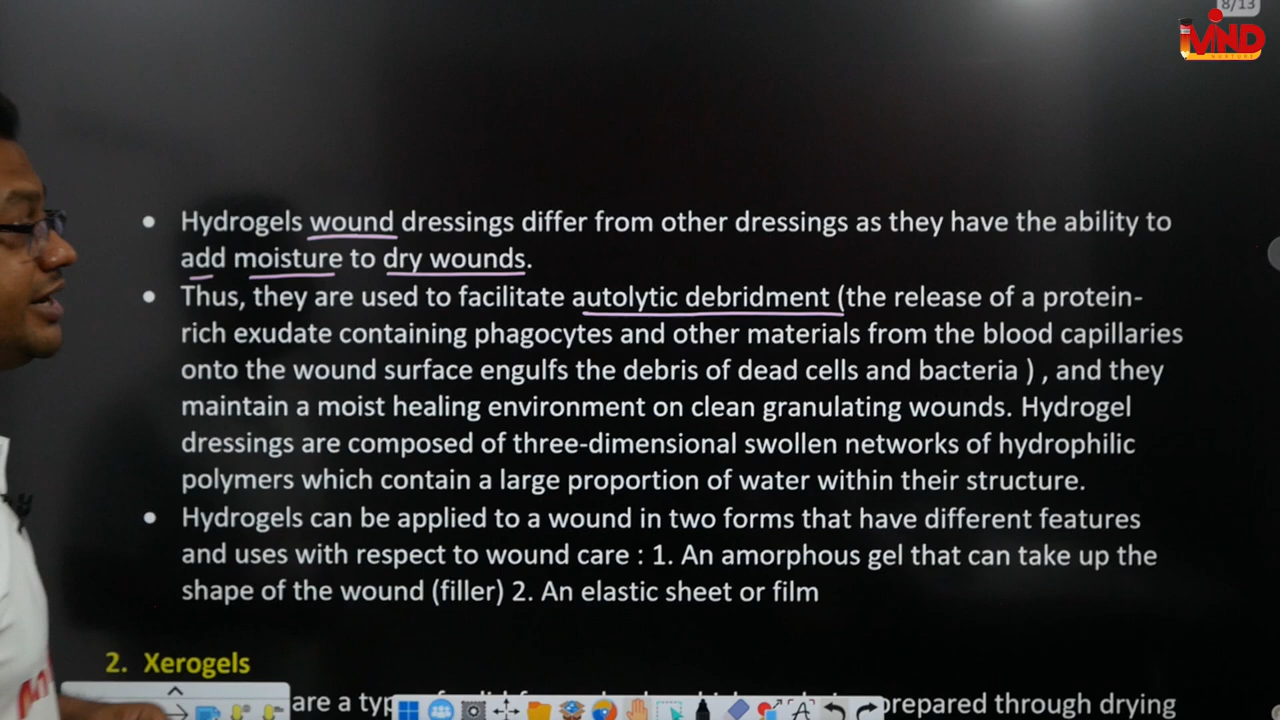 8/13
MIND
NURTURE
• Hydrogels wound dressings differ from other dressings as they have the ability to
add moisture to dry wounds.
• Thus, they are used to facilitate autolytic debridment (the release of a protein-
rich exudate containing phagocytes and other materials from the blood capillaries
onto the wound surface engulfs the debris of dead cells and bacteria ) , and they
maintain a moist healing environment on clean granulating wounds. Hydrogel
dressings are composed of three-dimensional swollen networks of hydrophilic
polymers which contain a large proportion of water within their structure.
• Hydrogels can be applied to a wound in two forms that have different features
and uses with respect to wound care : 1. An amorphous gel that can take up the
shape of the wound (filler) 2. An elastic sheet or film
2. Xerogels
are a prepared through drying